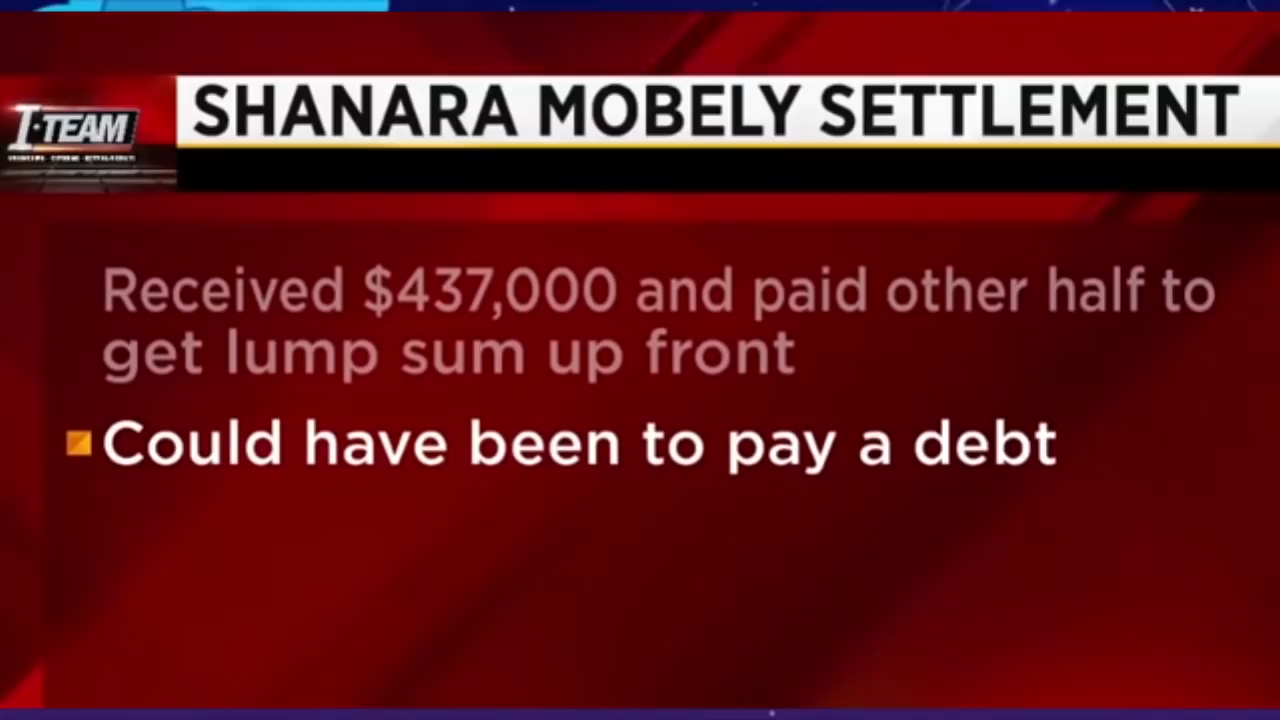 SHANARA MOBELY SETTLEMENT
I-TEAM
Received $437,000 and paid other half to
get lump sum up front
Could have been to pay a debt